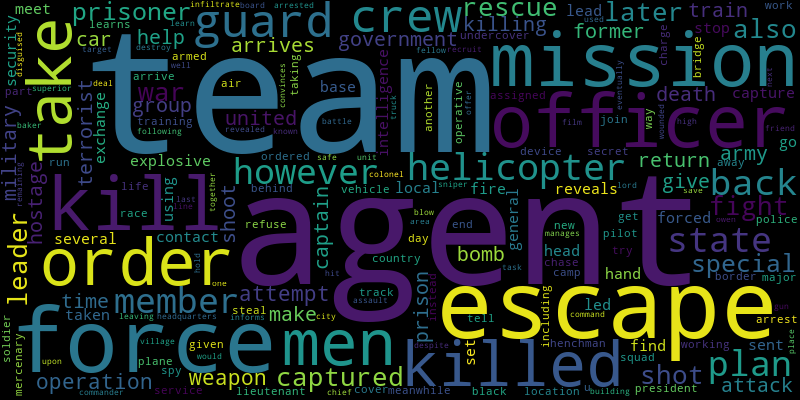 meet
prisoner
infiltrate
board
arrested
guard
crew
rescue
lead
later
train
work
learns
learn
used
security
disguised
take
car
help
arrives
government
undercover
killing
former
stop
also
target
destroy
deal
armed
team
mission
charge
bridge
next
part
superior
war
air
base
intelligence
another
operative
fellow
recruit
offer
assigned
death
capture
eventually
group
convinces
taking
officer
military
terrorist
exchange
baker
training
following
united
revealed
known
battle
truck
device
secret
film
join
way
wounded
high
friend
remaining
hostage
run
explosive
ordered
safe
unit
colonel
however
helicopter
return
away
army
go
life
using
behind
vehicle
local
sniper
fire
reveals
lord
give
save
back
kill
race
last
line
together
shoot
captain
refuse
agent
blow
area
day
end
general
new
manages
get
forced
fight
owen
police
leader
several
contact
order
hit
country
bomb
head
chase
camp
pilot
try
state
task
hand
border
major
special
time
member
attempt
track
assault
prison
instead
escape
including
led
command
gun
arrest
taken
leaving
headquarters
steal
informs
make
city
tell
set
soldier
mercenary
village
force
given
would
men
despite
killed
henchman
find
working
sent
place
upon
plane
spy
squad
plan
operation
commander
service
weapon
lieutenant
captured
chief
cover
meanwhile
black
location
building
shot
president
attack
hold
one